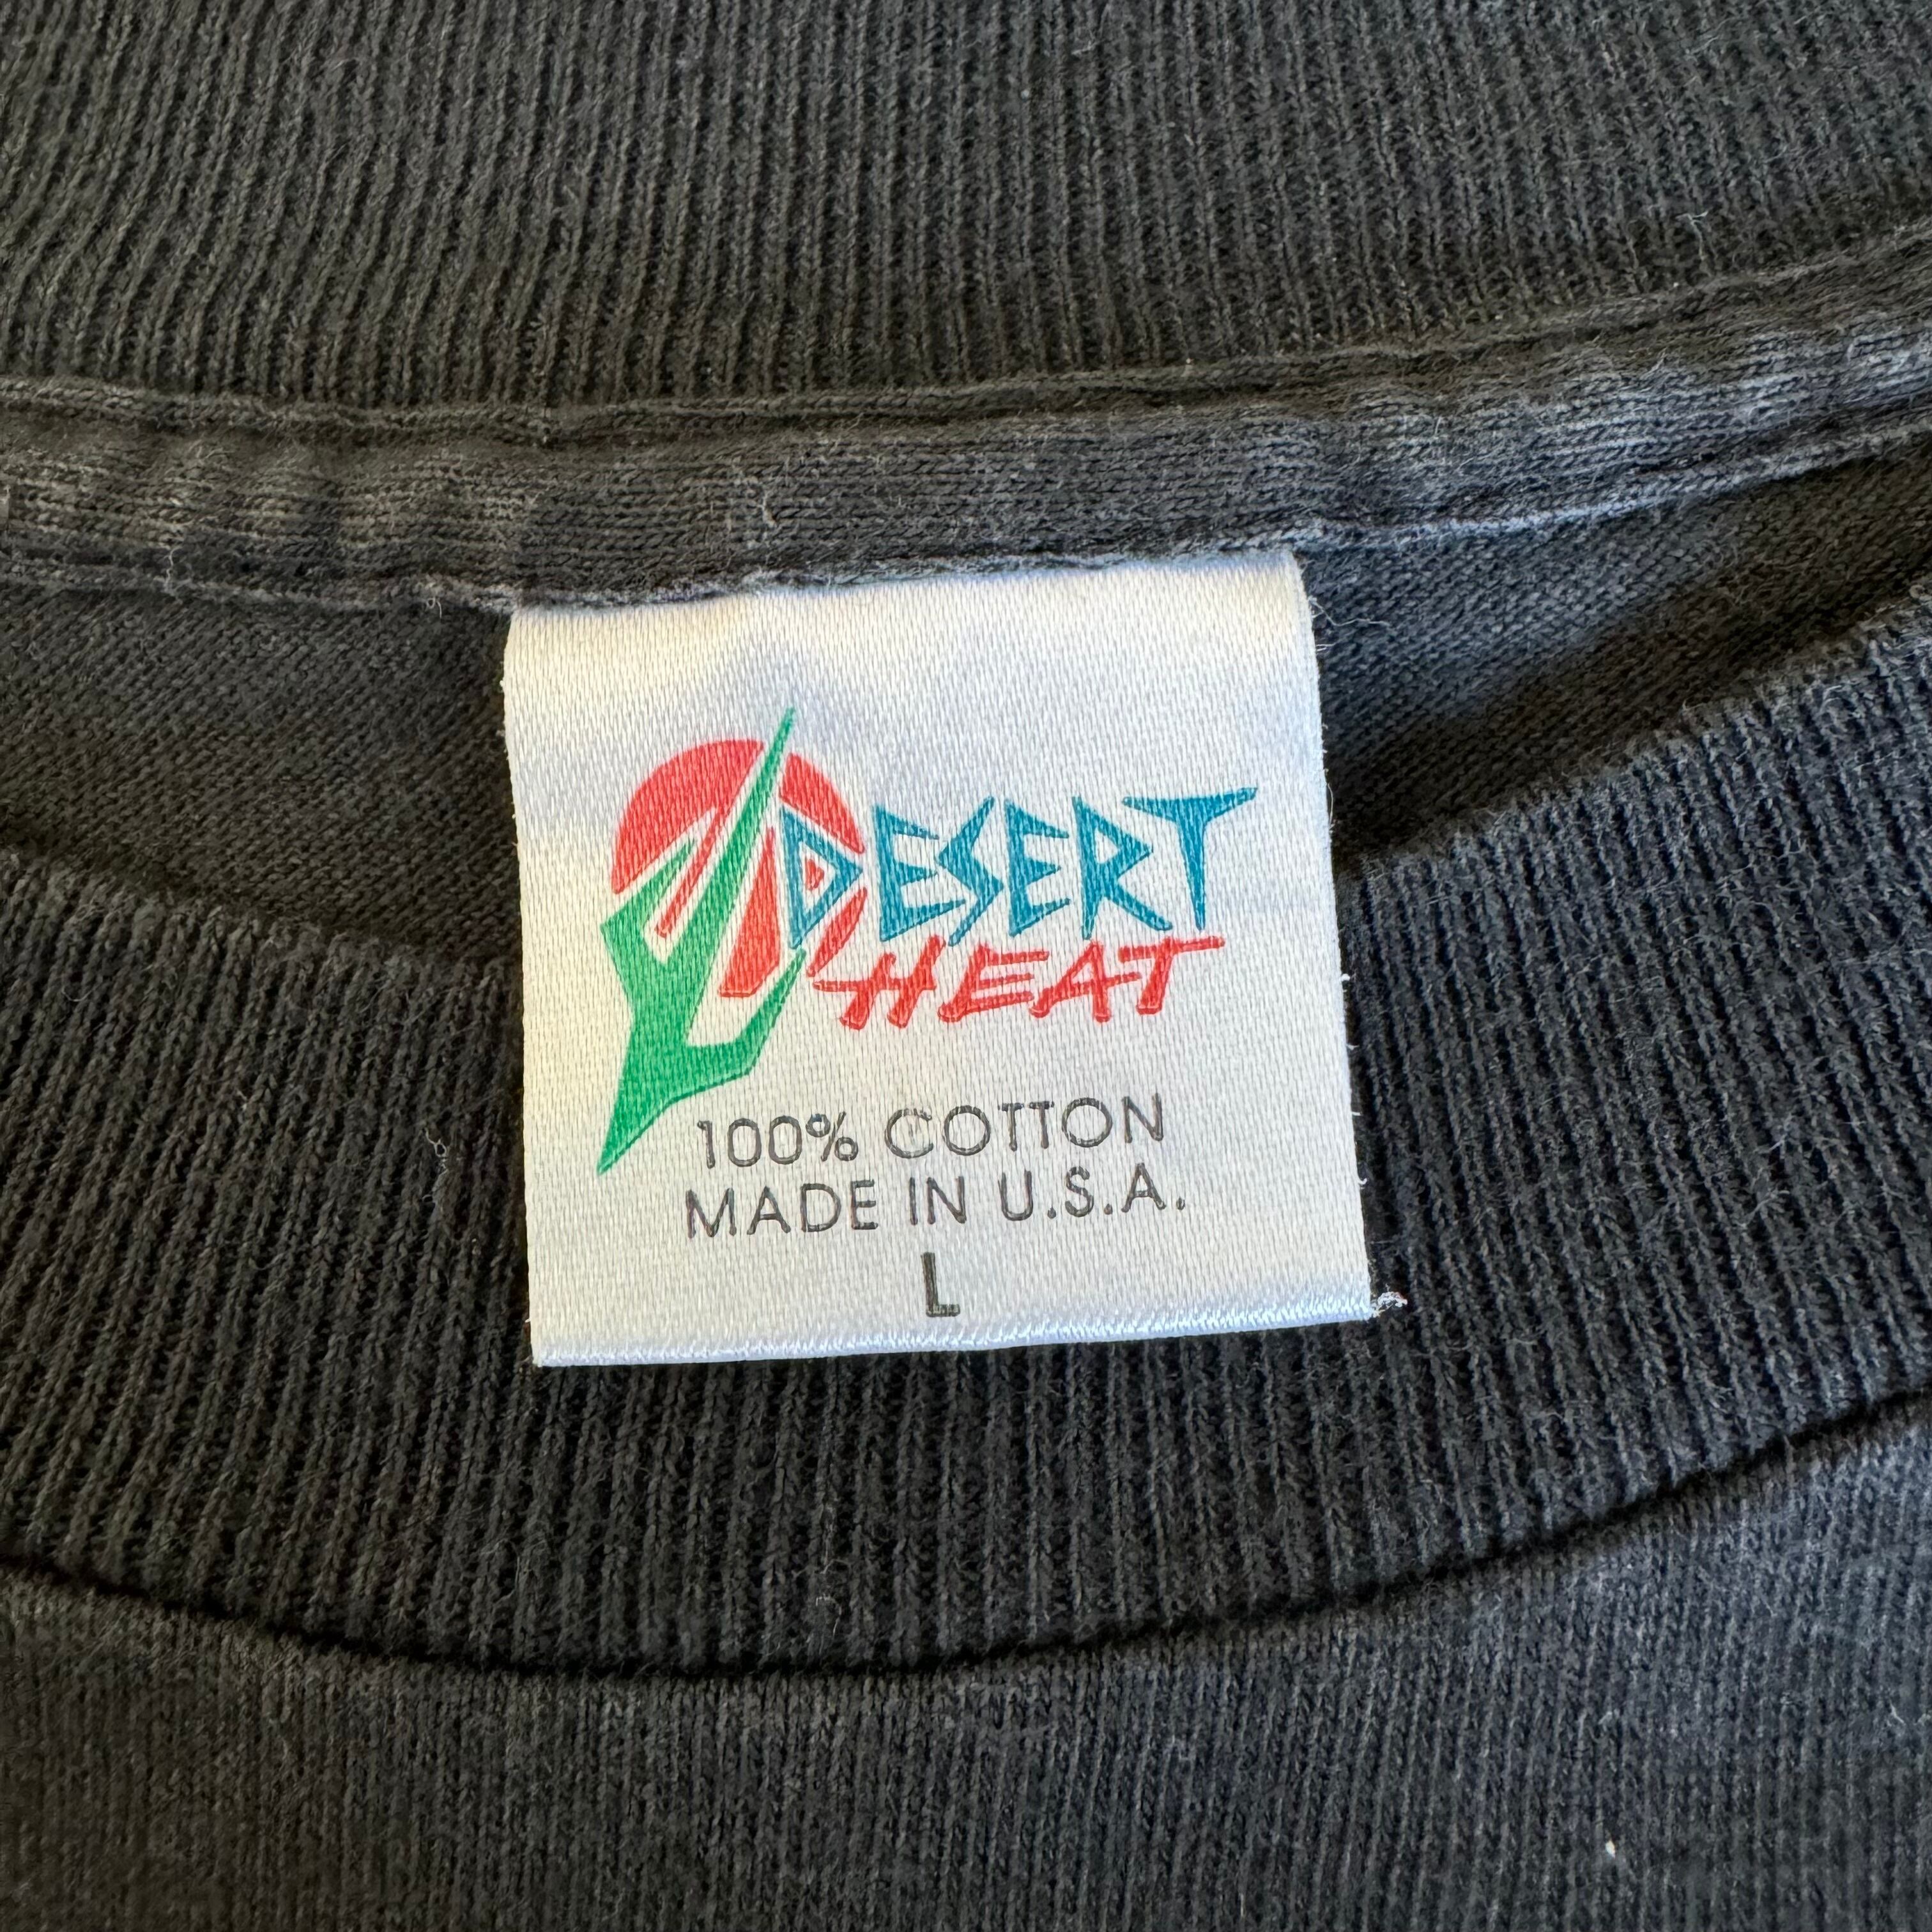 DESERT
HEAT
100% COTTON
MADE IN U.S.A.
L